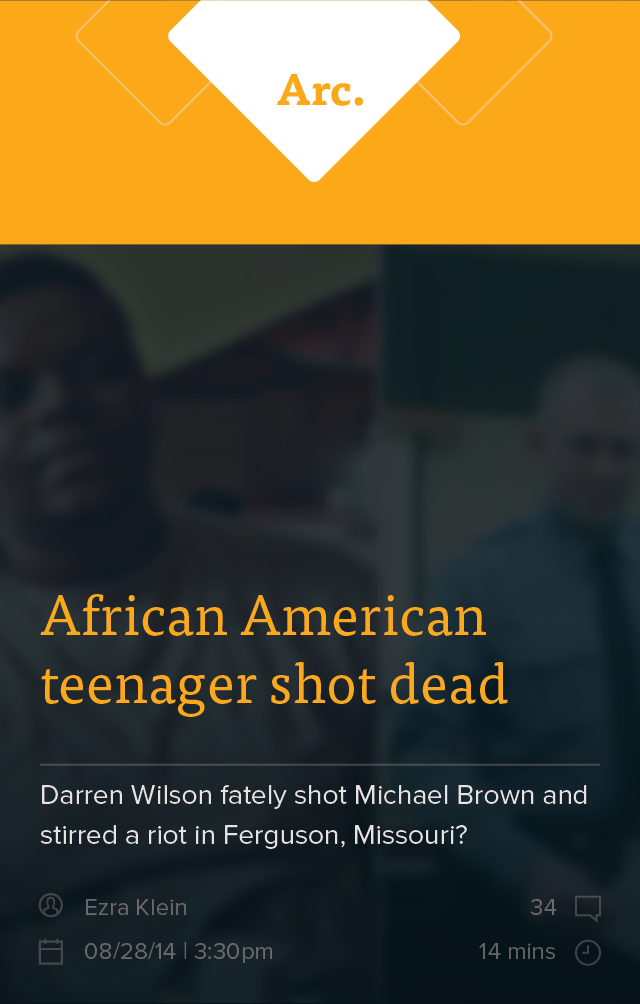 Arc.
African American
teenager shot dead
Darren Wilson fately shot Michael Brown and
stirred a riot in Ferguson, Missouri?
Ezra Klein
34
08/28/14 | 3:30pm
14 mins